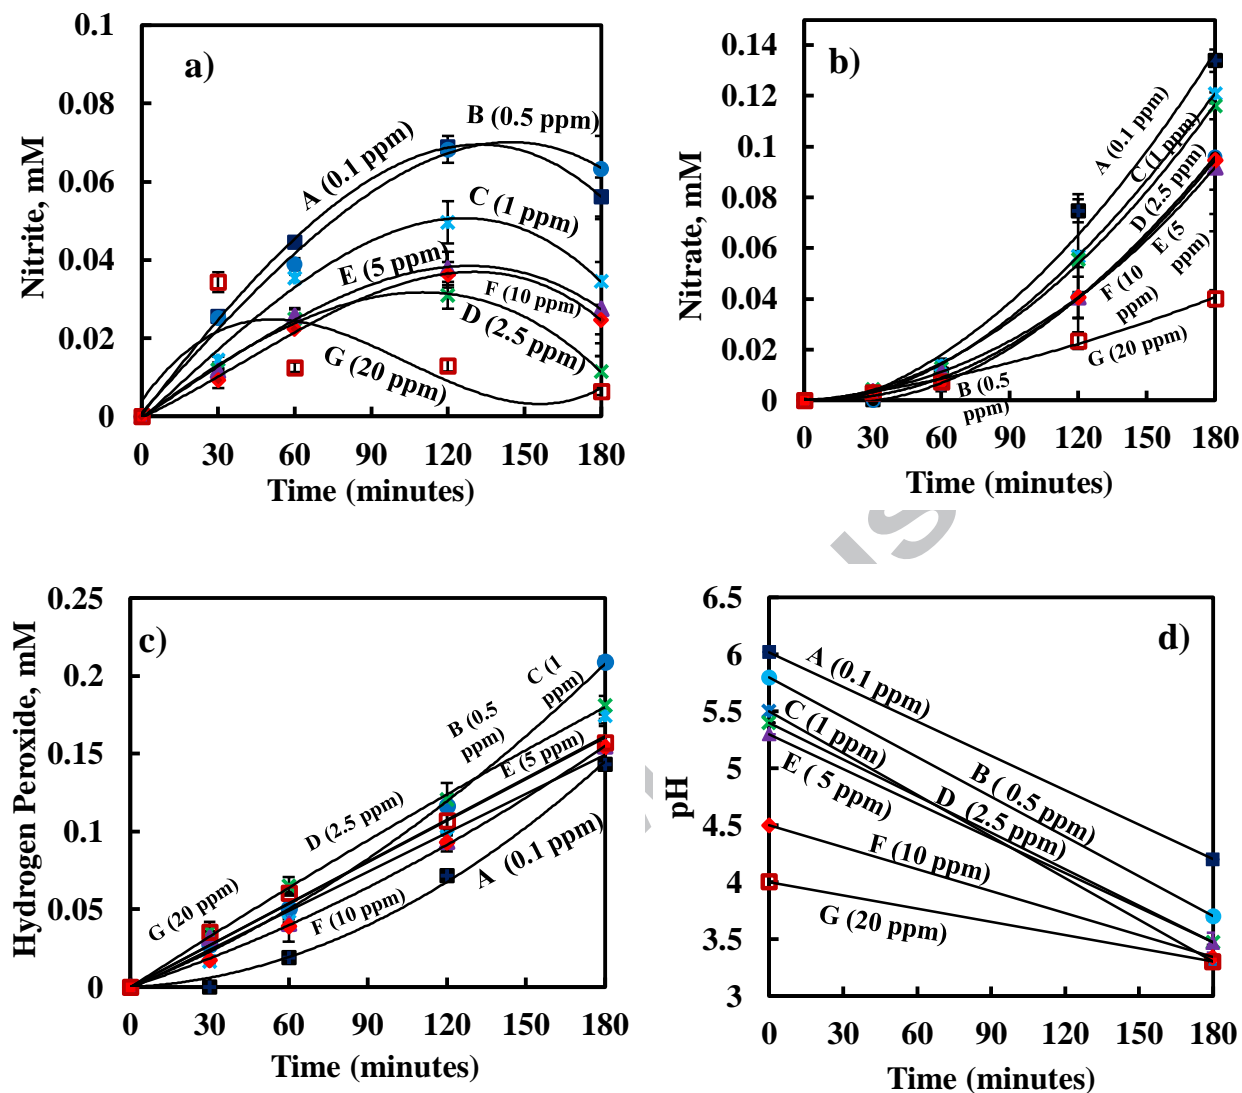 0.1
0.08
0.06
0.04
0.02
0
Nitrite, mM
a)
A (0.1 ppm)
B (0.5 ppm)
C (1 ppm)
E (5 ppm)
F (10 ppm)
D (2.5 ppm)
G (20 ppm)
0 30 60 90 120 150 180
Time (minutes)
0.14
0.12
0.1
0.08
0.06
0.04
0.02
0
Nitrate, mM
b)
A (0.1 ppm)
C (1 ppm)
D (2.5 ppm)
E (5
ppm)
F (10
ppm)
G (20 ppm)
B (0.5
ppm)
0 30 60 90 120 150 180
Time (minutes)
0.25
0.2
0.15
0.1
0.05
0
Hydrogen Peroxide, mM
c)
C (1
ppm)
B (0.5
ppm)
E (5 ppm)
D (2.5 ppm)
G (20 ppm)
F (10 ppm)
A (0.1 ppm)
0 30 60 90 120 150 180
Time (minutes)
6.5
6
5.5
5
4.5
4
3.5
3
pH
d)
A (0.1 ppm)
C (1 ppm)
B ( 0.5 ppm)
E ( 5 ppm)
D (2.5 ppm)
F (10 ppm)
G (20 ppm)
0 30 60 90 120 150 180
Time (minutes)